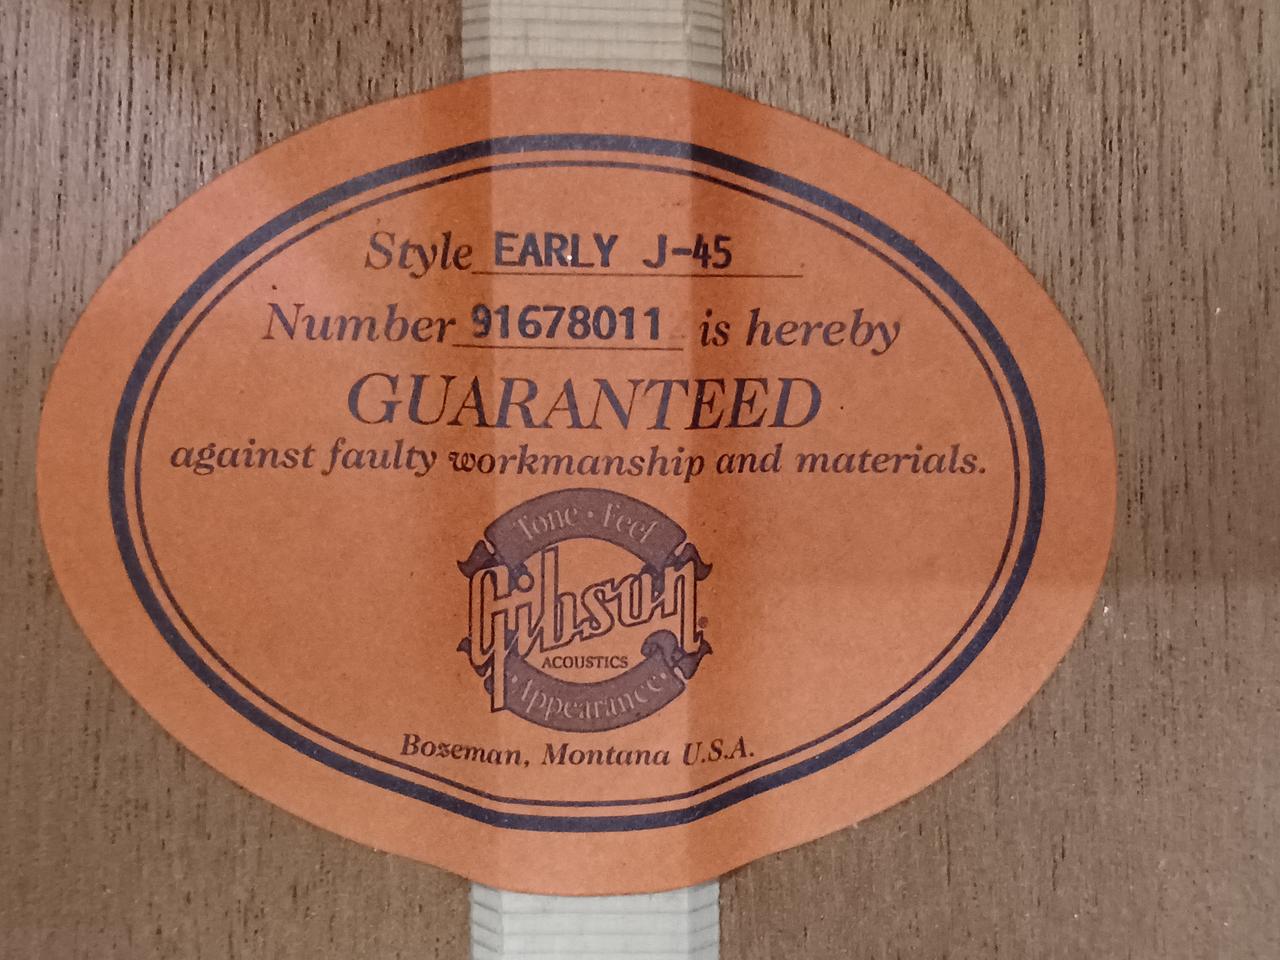 Style EARLY J-45
Number 91678011 is hereby
GUARANTEED
against faulty workmanship and materials.
Tone · Feel
Gibson®
ACOUSTICS
· Appearance ·
Bozeman, Montana U.S.A.